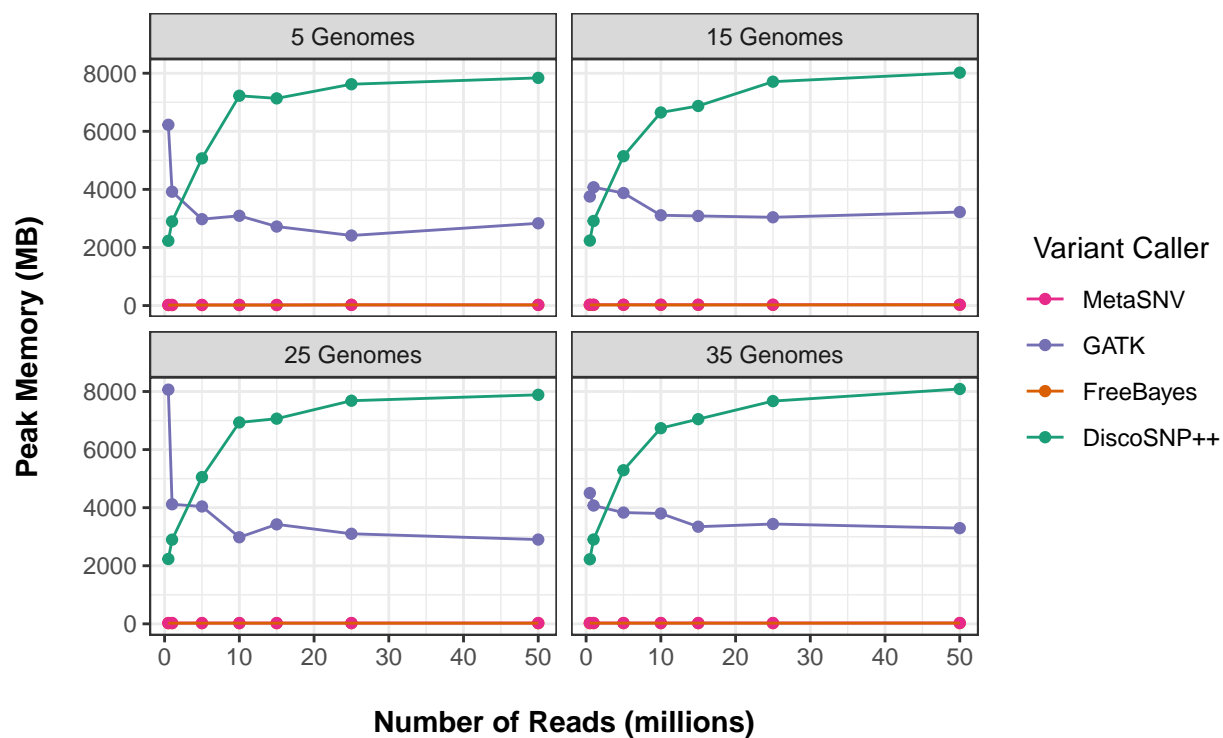 5 Genomes
15 Genomes
8000
6000
4000
2000
0
25 Genomes
35 Genomes
8000
6000
4000
2000
0
0 10 20 30 40 50
0 10 20 30 40 50
Peak Memory (MB)
Number of Reads (millions)
Variant Caller
MetaSNV
GATK
FreeBayes
DiscoSNP++